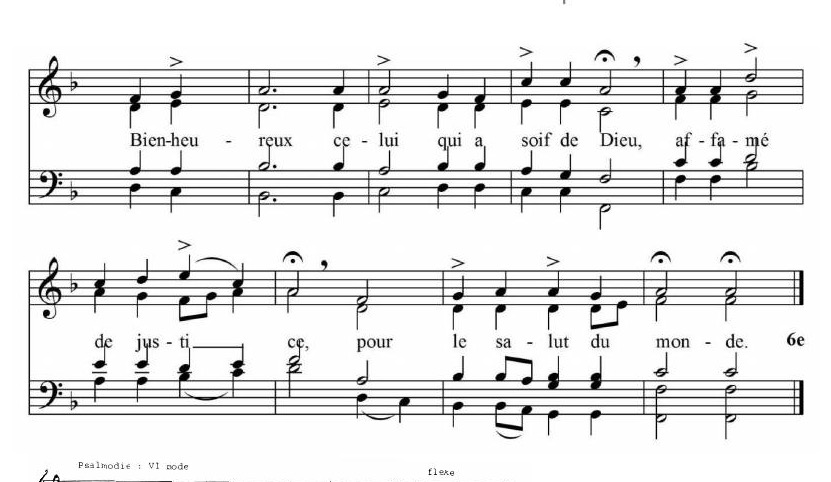 Bien-heu - reux ce - lui qui a soif de Dieu, af - fa - mé
de jus - ti ce, pour le sa - lut du mon - de. 6e
Psalmodie : VI mode
flexe